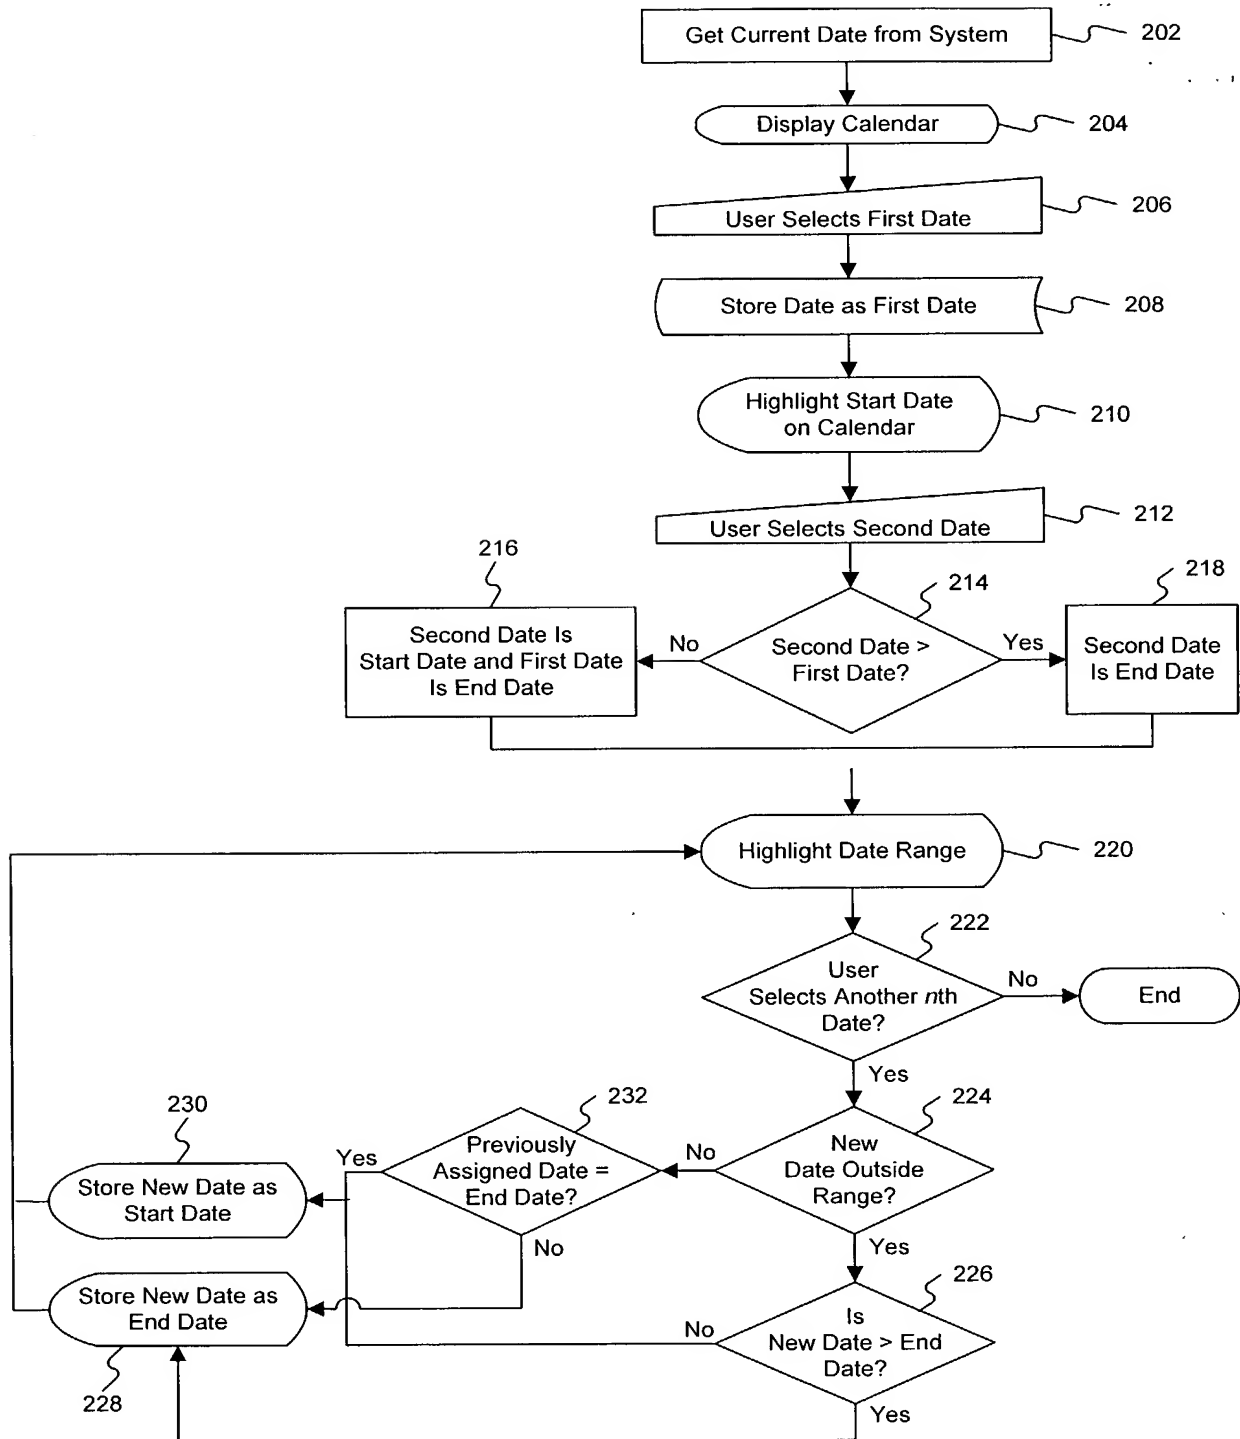 Get Current Date from System
202
Display Calendar
204
User Selects First Date
206
Store Date as First Date
208
Highlight Start Date
on Calendar
210
User Selects Second Date
212
216
Second Date Is
Start Date and First Date
Is End Date
No
214
Second Date >
First Date?
Yes
218
Second Date
Is End Date
Highlight Date Range
220
222
User
Selects Another nth
Date?
No
End
Yes
224
New
Date Outside
Range?
No
232
Previously
Assigned Date =
End Date?
Yes
230
Store New Date as
Start Date
No
Yes
226
Is
New Date > End
Date?
No
Store New Date as
End Date
228
Yes